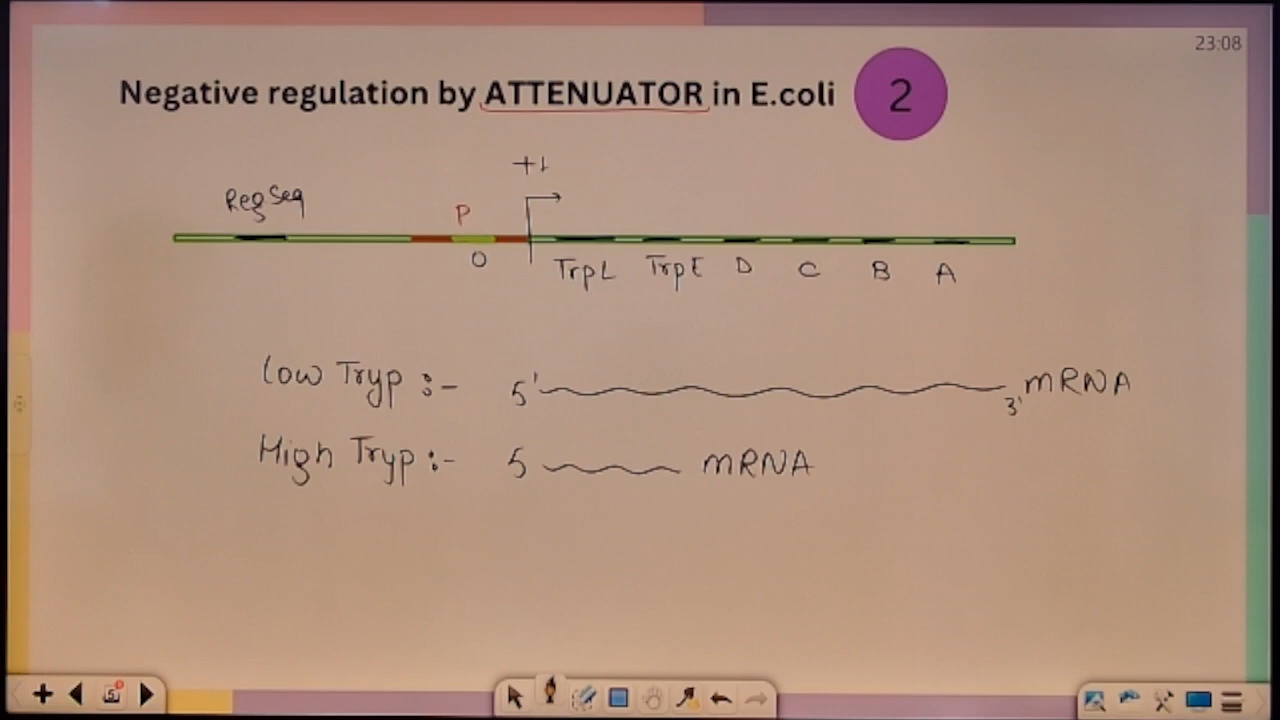 23:08
Negative regulation by ATTENUATOR in E.coli 2
+1
Reg Seq
P
O
TrpL TrpE D C B A
Low Tryp :- 5' 3' mRNA
High Tryp :- 5 mRNA
5